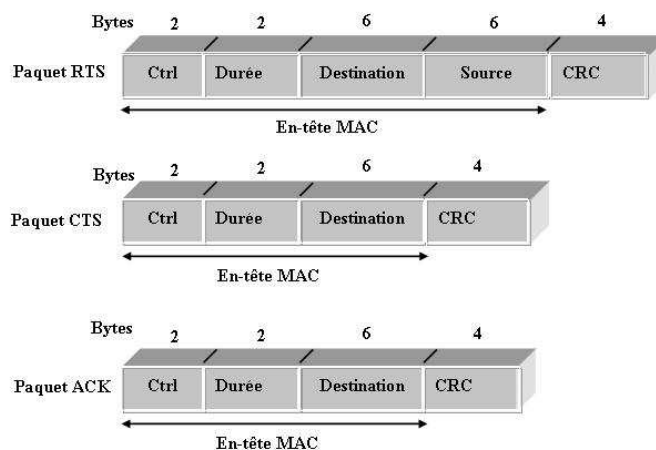 Bytes 2 2 6 6 4
Paquet RTS Ctrl Durée Destination Source CRC
En-tête MAC
Bytes 2 2 6 4
Paquet CTS Ctrl Durée Destination CRC
En-tête MAC
Bytes 2 2 6 4
Paquet ACK Ctrl Durée Destination CRC
En-tête MAC